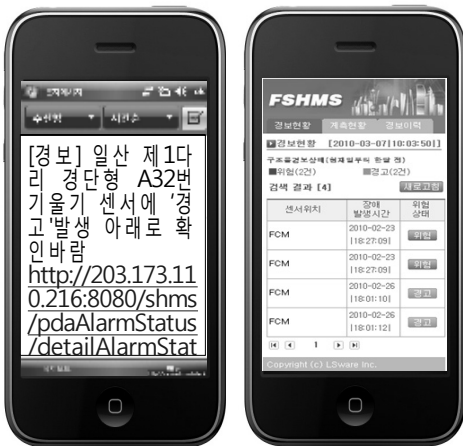 수신함
시간순
[경보] 일산 제1다
리 경단형 A32번
기울기 센서에 '경
고'발생 아래로 확
인바람
http://203.173.11
0.216:8080/shms
/pdaAlarmStatus
/detailAlarmStat
FSHMS
경보현황 계측현황 경보이력
경보현황 [2010-03-07|10:03:50]]
위험(2건) 경고(2건)
검색 결과 [4] 재로고침
센서위치 장애 발생시간 위험 상태
FCM 2010-02-23 |18:27:09| 위험
FCM 2010-02-23 |18:27:09| 위험
FCM 2010-02-26 |18:01:10| 경고
FCM 2010-02-26 |18:01:12| 경고
1
Copyright (c) LSware Inc.